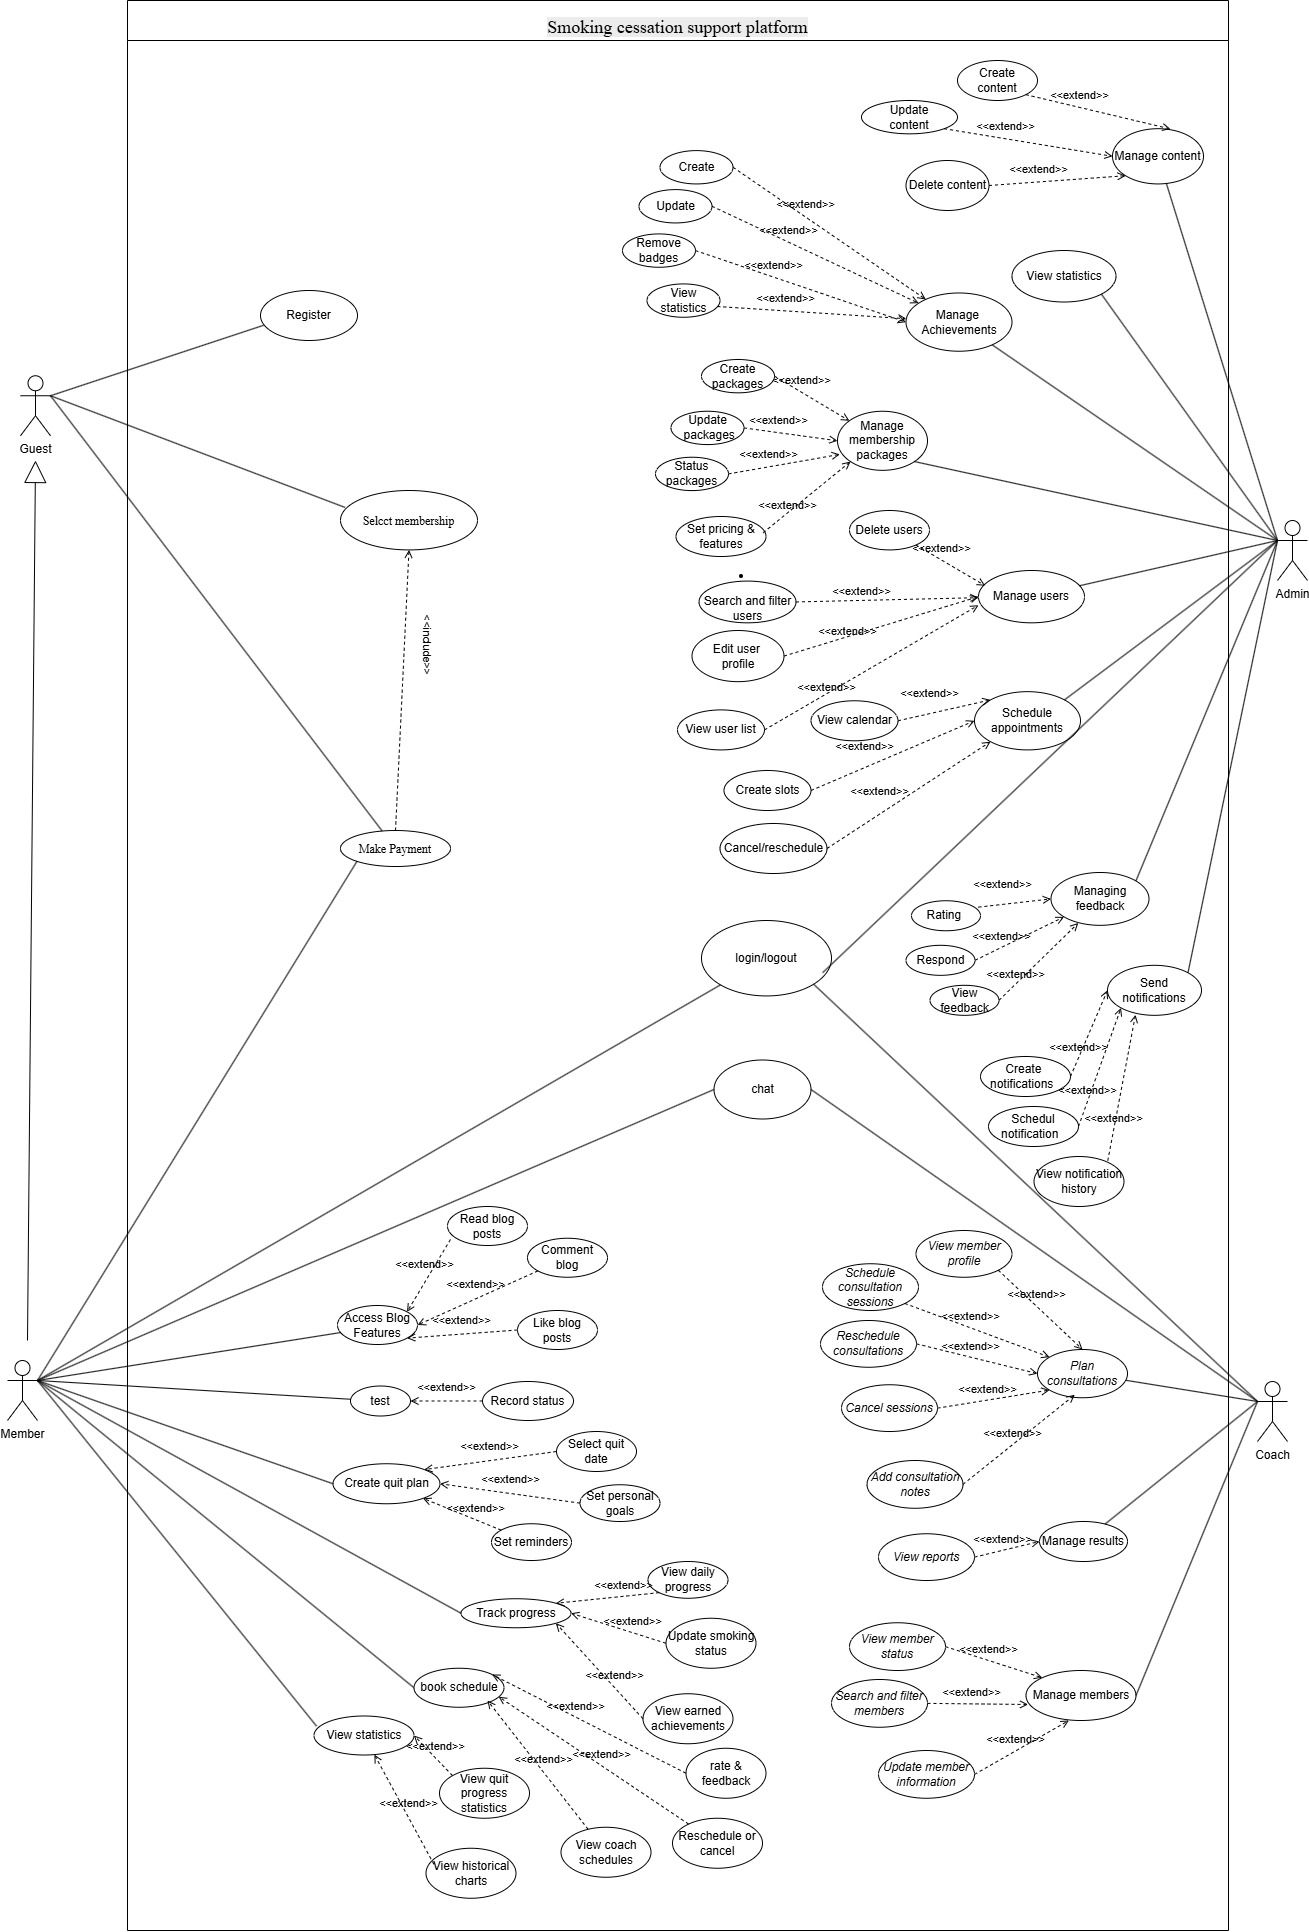 Smoking cessation support platform
Create
content
<<extend>>
Update
content
<<extend>>
Manage content
Delete content
<<extend>>
Create
<<extend>>
Update
<<extend>>
Remove
badges
<<extend>>
View
statistics
<<extend>>
Manage
Achievements
View statistics
Register
Guest
Create
packages
<<extend>>
Update
packages
<<extend>>
Status
packages
<<extend>>
Set pricing &
features
<<extend>>
Manage
membership
packages
Select membership
<<include>>
Make Payment
Delete users
<<extend>>
Search and filter
users
<<extend>>
Edit user
profile
<<extend>>
View user list
<<extend>>
Manage users
Admin
View calendar
<<extend>>
Create slots
<<extend>>
Cancel/reschedule
<<extend>>
Schedule
appointments
Rating
<<extend>>
Respond
<<extend>>
View
feedback
<<extend>>
Managing
feedback
login/logout
Send
notifications
Create
notifications
<<extend>>
Schedul
notification
<<extend>>
View notification
history
<<extend>>
chat
Read blog
posts
<<extend>>
Comment
blog
<<extend>>
Like blog
posts
<<extend>>
Access Blog
Features
test
<<extend>>
Record status
Member
Create quit plan
<<extend>>
Select quit
date
<<extend>>
Set personal
goals
<<extend>>
Set reminders
Track progress
<<extend>>
View daily
progress
<<extend>>
Update smoking
status
<<extend>>
View earned
achievements
book schedule
<<extend>>
rate &
feedback
<<extend>>
Reschedule or
cancel
<<extend>>
View coach
schedules
View statistics
<<extend>>
View quit
progress
statistics
<<extend>>
View historical
charts
View member
profile
<<extend>>
Schedule
consultation
sessions
<<extend>>
Reschedule
consultations
<<extend>>
Cancel sessions
<<extend>>
Add consultation
notes
<<extend>>
Plan
consultations
Coach
View reports
<<extend>>
Manage results
View member
status
<<extend>>
Search and filter
members
<<extend>>
Update member
information
<<extend>>
Manage members